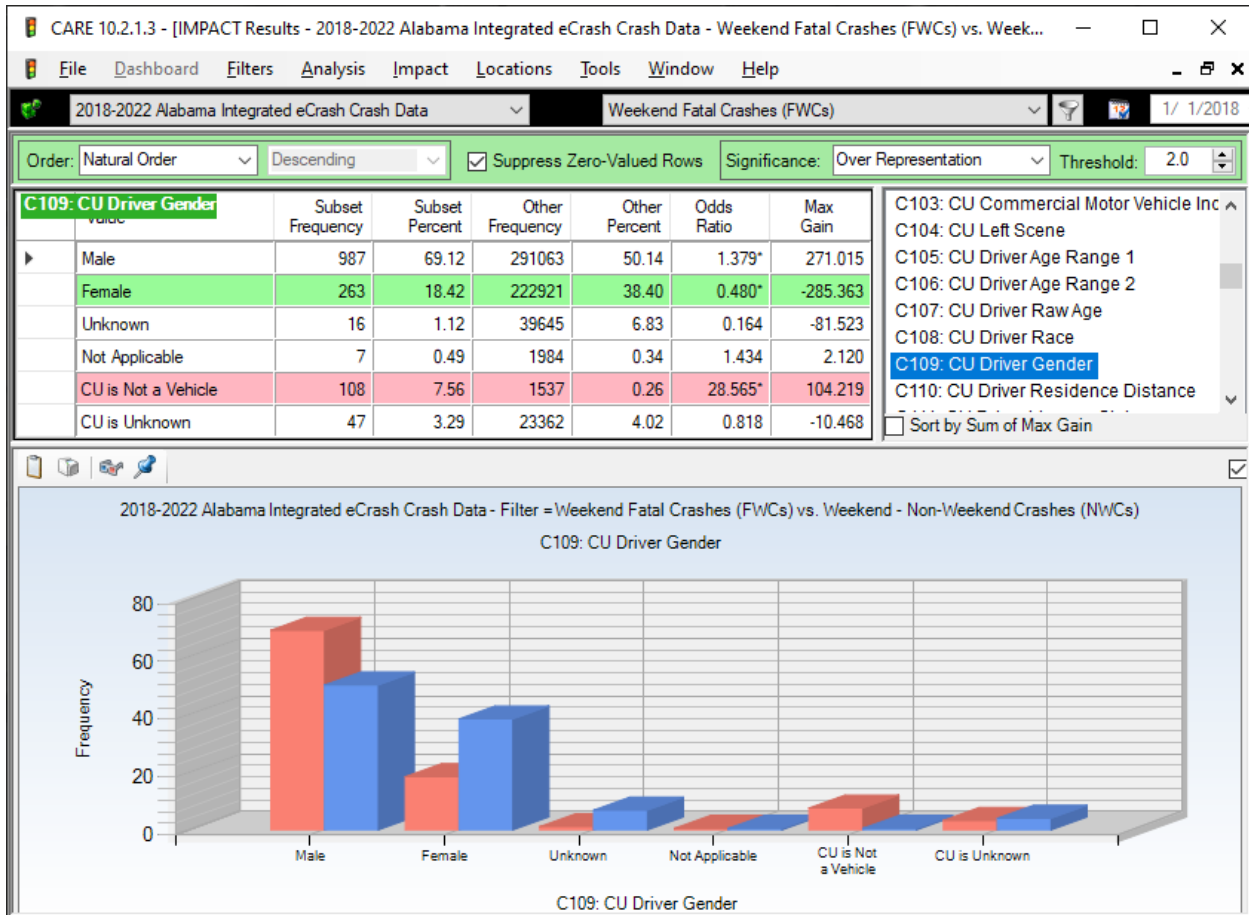 CARE 10.2.1.3 - [IMPACT Results - 2018-2022 Alabama Integrated eCrash Crash Data - Weekend Fatal Crashes (FWCs) vs. Week...
File Dashboard Filters Analysis Impact Locations Tools Window Help
2018-2022 Alabama Integrated eCrash Crash Data Weekend Fatal Crashes (FWCs) 1/ 1/2018
Order: Natural Order Descending Suppress Zero-Valued Rows Significance: Over Representation Threshold: 2.0
C109: CU Driver Gender Subset Frequency Subset Percent Other Frequency Other Percent Odds Ratio Max Gain
Male 987 69.12 291063 50.14 1.379* 271.015
Female 263 18.42 222921 38.40 0.480* -285.363
Unknown 16 1.12 39645 6.83 0.164 -81.523
Not Applicable 7 0.49 1984 0.34 1.434 2.120
CU is Not a Vehicle 108 7.56 1537 0.26 28.565* 104.219
CU is Unknown 47 3.29 23362 4.02 0.818 -10.468
C103: CU Commercial Motor Vehicle Inc
C104: CU Left Scene
C105: CU Driver Age Range 1
C106: CU Driver Age Range 2
C107: CU Driver Raw Age
C108: CU Driver Race
C109: CU Driver Gender
C110: CU Driver Residence Distance
Sort by Sum of Max Gain
2018-2022 Alabama Integrated eCrash Crash Data - Filter = Weekend Fatal Crashes (FWCs) vs. Weekend - Non-Weekend Crashes (NWCs)
C109: CU Driver Gender
Frequency
80
60
40
20
0
Male Female Unknown Not Applicable CU is Not a Vehicle CU is Unknown
C109: CU Driver Gender